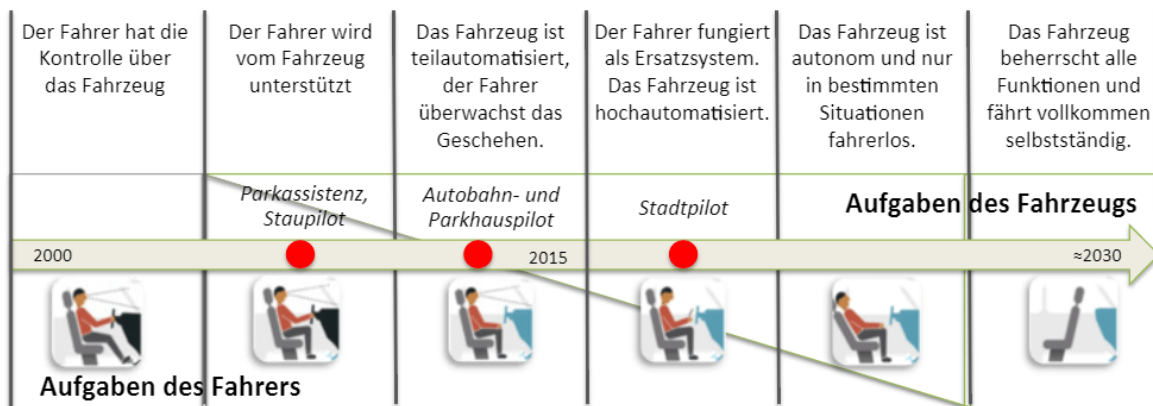 Der Fahrer hat die
Kontrolle über
das Fahrzeug
Der Fahrer wird
vom Fahrzeug
unterstützt
Das Fahrzeug ist
teilautomatisiert,
der Fahrer
überwachst das
Geschehen.
Der Fahrer fungiert
als Ersatzsystem.
Das Fahrzeug ist
hochautomatisiert.
Das Fahrzeug ist
autonom und nur
in bestimmten
Situationen
fahrerlos.
Das Fahrzeug
beherrscht alle
Funktionen und
fährt vollkommen
selbstständig.
Parkassistenz,
Staupilot
Autobahn- und
Parkhauspilot
Stadtpilot
Aufgaben des Fahrzeugs
2000
2015
≈2030
Aufgaben des Fahrers